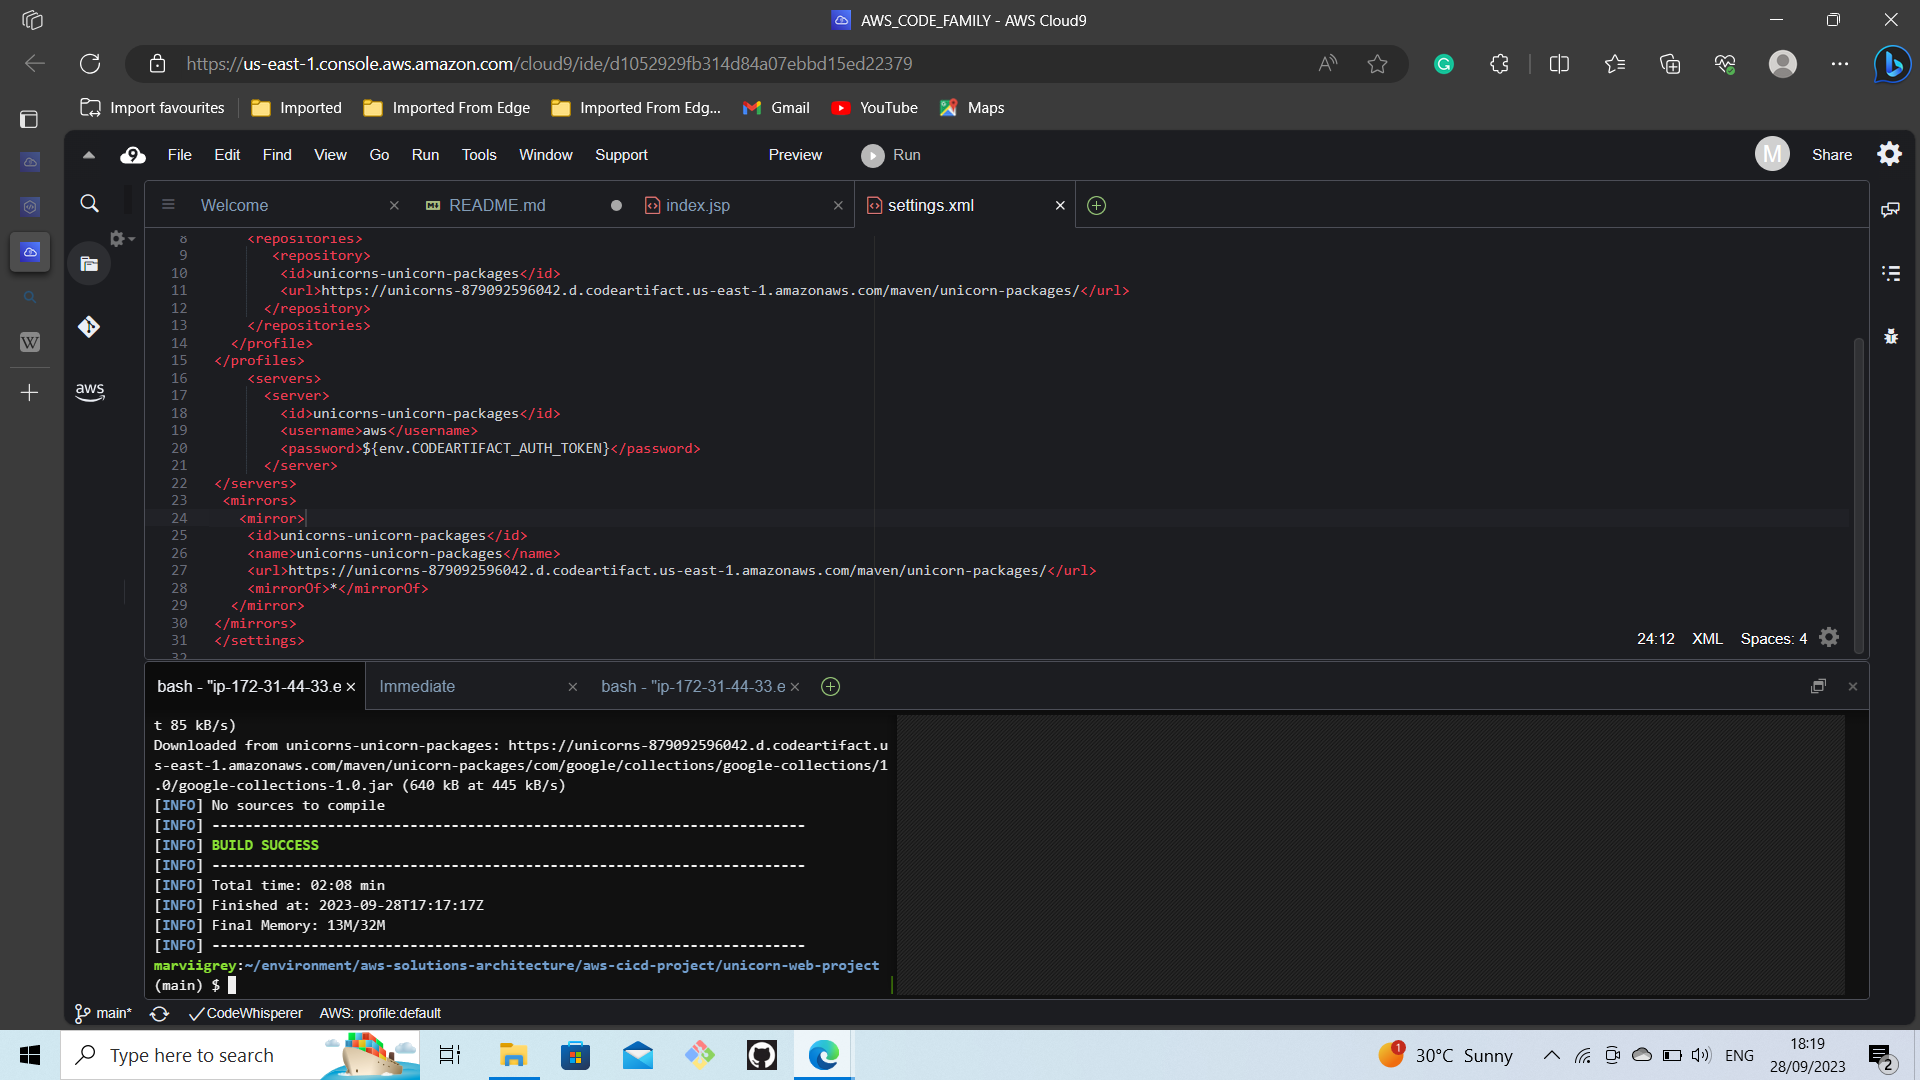 AWS_CODE_FAMILY - AWS Cloud9
https://us-east-1.console.aws.amazon.com/cloud9/ide/d1052929fb314d84a07ebbd15ed22379
Import favourites Imported Imported From Edge Imported From Edg... Gmail YouTube Maps
9 File Edit Find View Go Run Tools Window Support Preview Run M Share
Welcome README.md index.jsp settings.xml
8 <repositories>
9 <repository>
10 <id>unicorns-unicorn-packages</id>
11 <url>https://unicorns-879092596042.d.codeartifact.us-east-1.amazonaws.com/maven/unicorn-packages/</url>
12 </repository>
13 </repositories>
14 </profile>
15 </profiles>
16 <servers>
17 <server>
18 <id>unicorns-unicorn-packages</id>
19 <username>aws</username>
20 <password>${env.CODEARTIFACT_AUTH_TOKEN}</password>
21 </server>
22 </servers>
23 <mirrors>
24 <mirror>
25 <id>unicorns-unicorn-packages</id>
26 <name>unicorns-unicorn-packages</name>
27 <url>https://unicorns-879092596042.d.codeartifact.us-east-1.amazonaws.com/maven/unicorn-packages/</url>
28 <mirrorOf>*</mirrorOf>
29 </mirror>
30 </mirrors>
31 </settings>
32
24:12 XML Spaces: 4
W
aws
bash - "ip-172-31-44-33.e Immediate bash - "ip-172-31-44-33.e
t 85 kB/s)
Downloaded from unicorns-unicorn-packages: https://unicorns-879092596042.d.codeartifact.u
s-east-1.amazonaws.com/maven/unicorn-packages/com/google/collections/google-collections/1
.0/google-collections-1.0.jar (640 kB at 445 kB/s)
[INFO] No sources to compile
[INFO] ------------------------------------------------------------------------
[INFO] BUILD SUCCESS
[INFO] ------------------------------------------------------------------------
[INFO] Total time: 02:08 min
[INFO] Finished at: 2023-09-28T17:17:17Z
[INFO] Final Memory: 13M/32M
[INFO] ------------------------------------------------------------------------
marviigrey:~/environment/aws-solutions-architecture/aws-cicd-project/unicorn-web-project
(main) $
main* CodeWhisperer AWS: profile:default
Type here to search 1 30°C Sunny ENG 18:19
28/09/2023 2